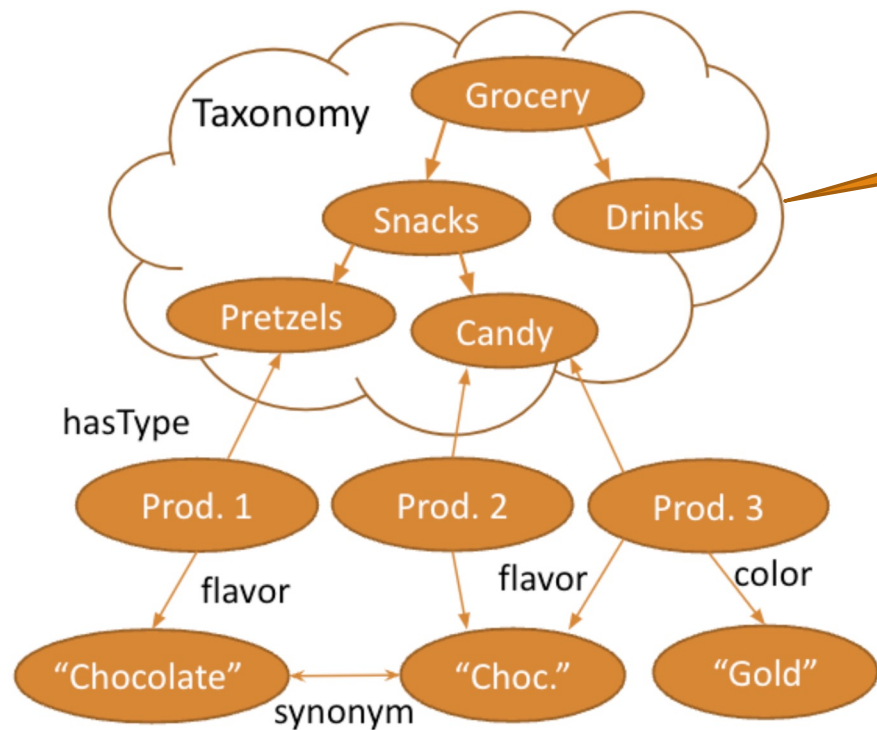 Grocery
Taxonomy
Snacks
Drinks
Pretzels
Candy
hasType
Prod. 1
Prod. 2
Prod. 3
flavor
flavor
color
“Chocolate”
“Choc.”
“Gold”
synonym